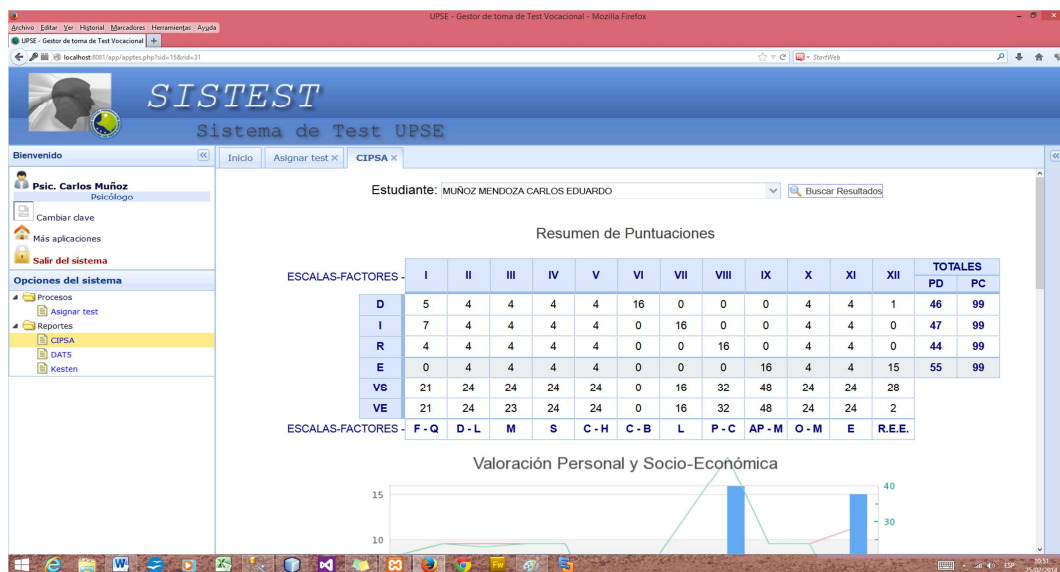 UPSE - Gestor de toma de Test Vocacional - Mozilla Firefox
Archivo Editar Ver Historial Marcadores Herramientas Ayuda
UPSE - Gestor de toma de Test Vocacional
localhost:8081/app/apptes.php?sid=15&rid=31
StartWeb
SISTEST
Sistema de Test UPSE
Bienvenido
Psic. Carlos Muñoz
Psicólogo
Cambiar clave
Más aplicaciones
Salir del sistema
Opciones del sistema
Procesos
Asignar test
Reportes
CIPSA
DATS
Kesten
Inicio Asignar test CIPSA
Estudiante: MUÑOZ MENDOZA CARLOS EDUARDO Buscar Resultados
Resumen de Puntuaciones
ESCALAS-FACTORES - I II III IV V VI VII VIII IX X XI XII TOTALES
PD PC
D 5 4 4 4 4 16 0 0 0 4 4 1 46 99
I 7 4 4 4 4 0 16 0 0 4 4 0 47 99
R 4 4 4 4 4 0 0 16 0 4 4 0 44 99
E 0 4 4 4 4 0 0 0 16 4 4 15 55 99
VS 21 24 24 24 24 0 16 32 48 24 24 28
VE 21 24 23 24 24 0 16 32 48 24 24 2
ESCALAS-FACTORES - F - Q D - L M S C - H C - B L P - C AP - M O - M E R.E.E.
Valoración Personal y Socio-Económica
15 40
30
10
ESP 10:51
25/02/2014